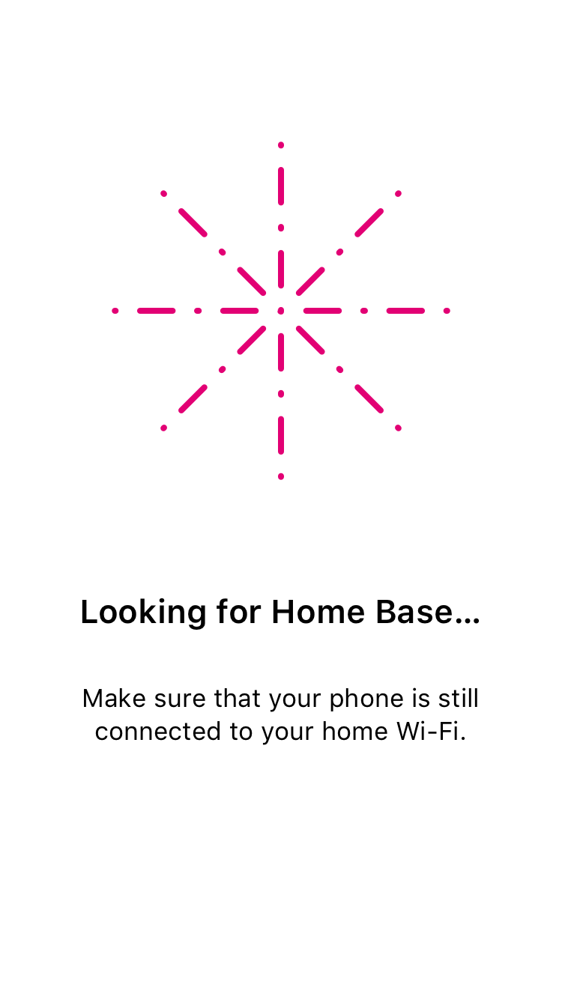 Looking for Home Base...
Make sure that your phone is still
connected to your home Wi-Fi.